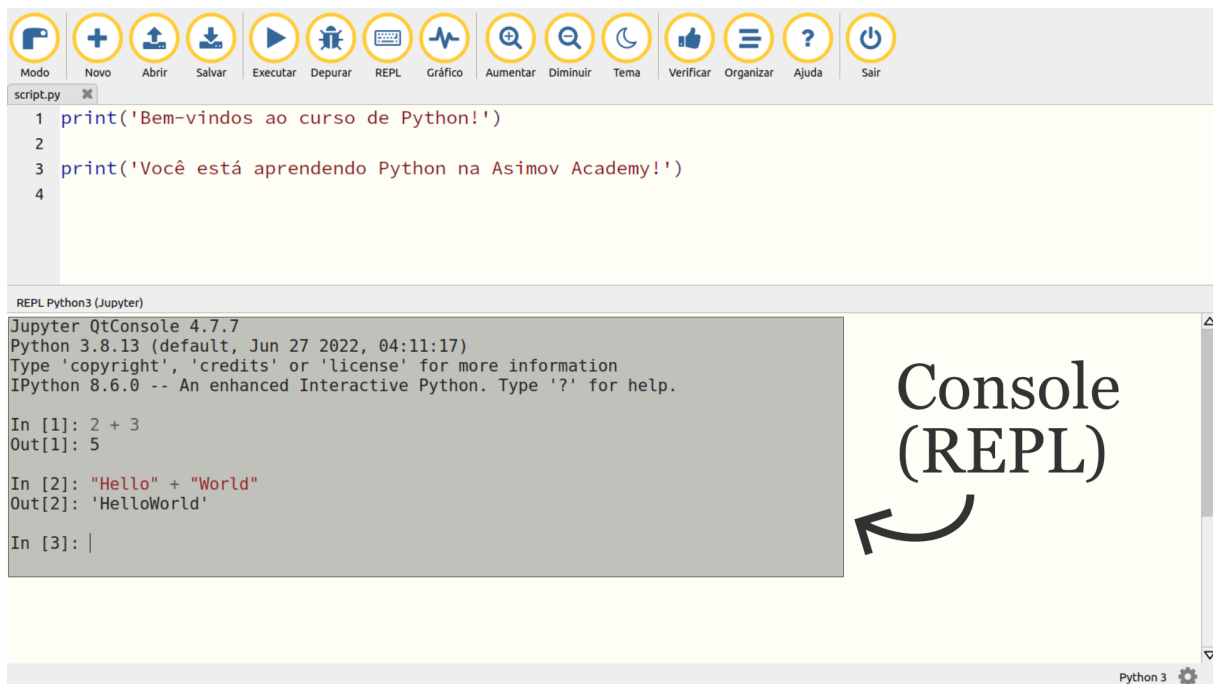 Modo Novo Abrir Salvar Executar Depurar REPL Gráfico Aumentar Diminuir Tema Verificar Organizar Ajuda Sair
script.py
1 print('Bem-vindos ao curso de Python!')
2
3 print('Você está aprendendo Python na Asimov Academy!')
4
REPL Python3 (Jupyter)
Jupyter QtConsole 4.7.7
Python 3.8.13 (default, Jun 27 2022, 04:11:17)
Type 'copyright', 'credits' or 'license' for more information
IPython 8.6.0 -- An enhanced Interactive Python. Type '?' for help.
In [1]: 2 + 3
Out[1]: 5
In [2]: "Hello" + "World"
Out[2]: 'HelloWorld'
In [3]:
Console
(REPL)
Python 3